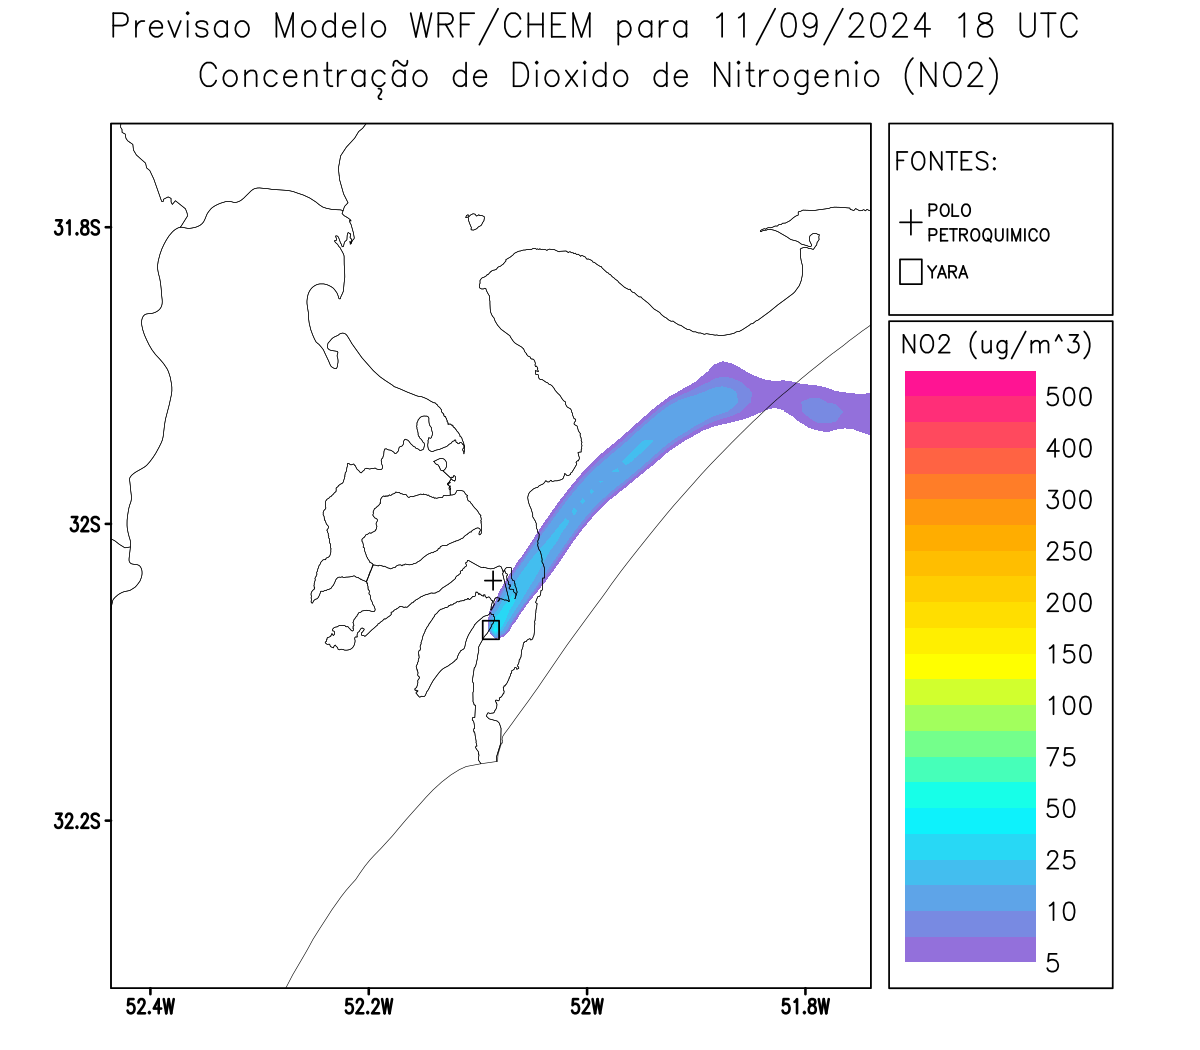 Previsao Modelo WRF/CHEM para 11/09/2024 18 UTC
Concentração de Dioxido de Nitrogenio (NO2)
FONTES:
POLO
PETROQUIMICO
YARA
NO2 (ug/m^3)
500
400
300
250
200
150
100
75
50
25
10
5
31.8S
32S
32.2S
52.4W
52.2W
52W
51.8W